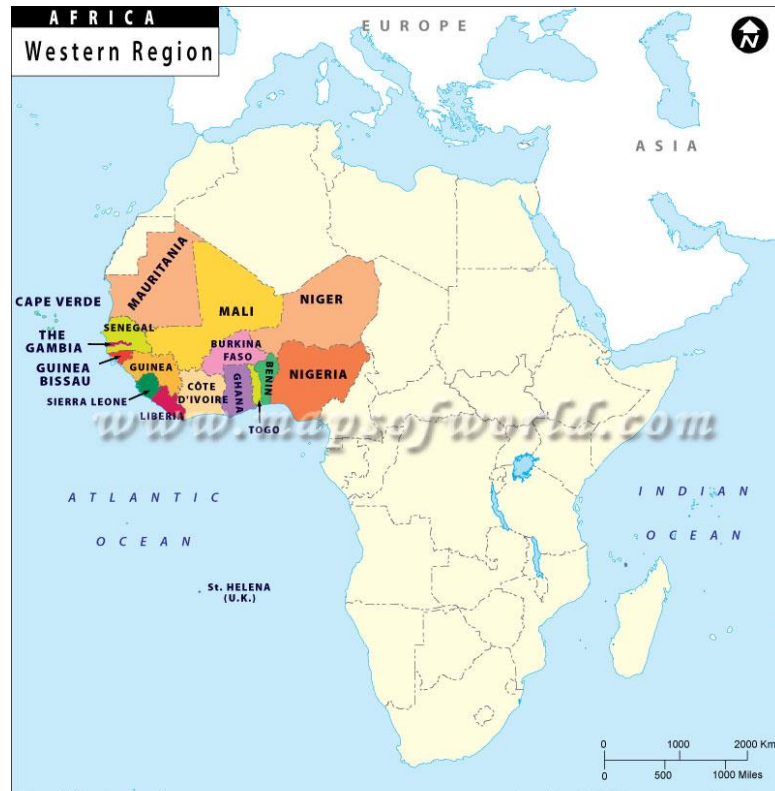 AFRICA
Western Region
EUROPE
N
ASIA
MAURITANIA
CAPE VERDE
MALI
NIGER
SENEGAL
THE
GAMBIA
BURKINA
FASO
GUINEA
BISSAU
GUINEA
BENIN
NIGERIA
SIERRA LEONE
CÔTE
D'IVOIRE
GHANA
LIBERIA
TOGO
www.mapsofworld.com
ATLANTIC
OCEAN
INDIAN
OCEAN
St. HELENA
(U.K.)
0 1000 2000 Km
0 500 1000 Miles